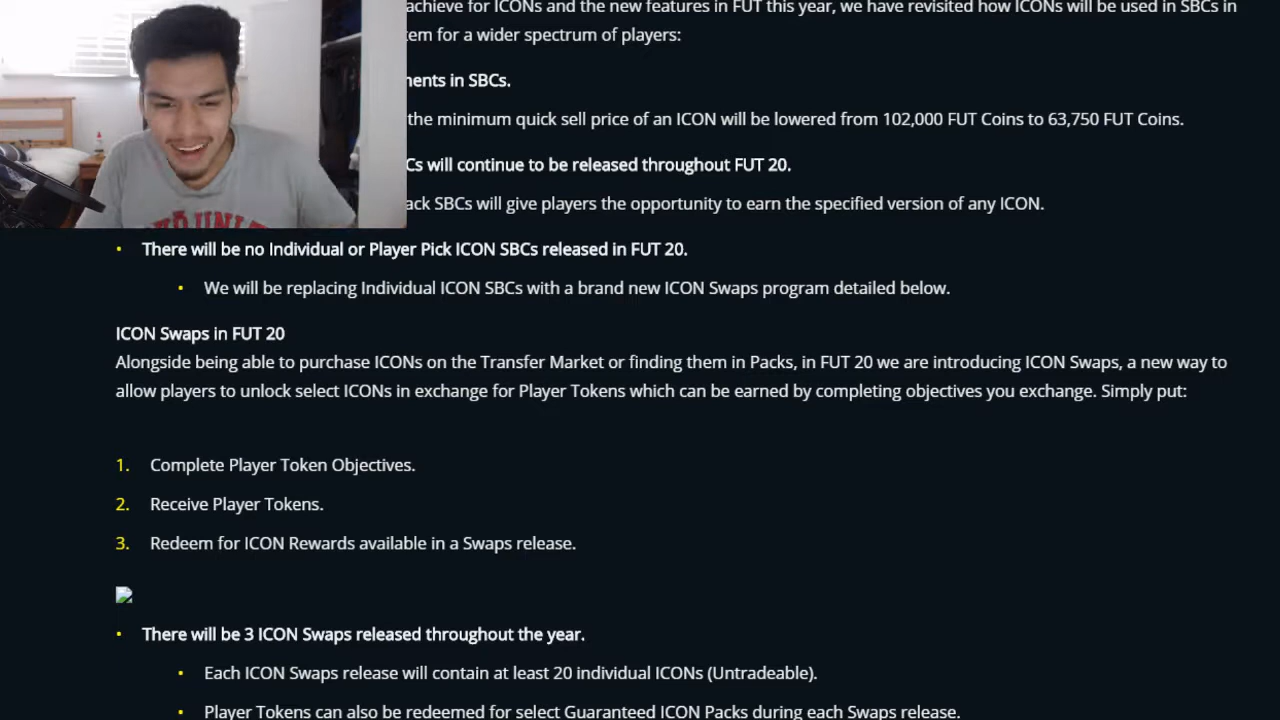 achieve for ICONs and the new features in FUT this year, we have revisited how ICONs will be used in SBCs in
tem for a wider spectrum of players:
nents in SBCs.
the minimum quick sell price of an ICON will be lowered from 102,000 FUT Coins to 63,750 FUT Coins.
Cs will continue to be released throughout FUT 20.
ack SBCs will give players the opportunity to earn the specified version of any ICON.
• There will be no Individual or Player Pick ICON SBCs released in FUT 20.
• We will be replacing Individual ICON SBCs with a brand new ICON Swaps program detailed below.
ICON Swaps in FUT 20
Alongside being able to purchase ICONs on the Transfer Market or finding them in Packs, in FUT 20 we are introducing ICON Swaps, a new way to
allow players to unlock select ICONs in exchange for Player Tokens which can be earned by completing objectives you exchange. Simply put:
1. Complete Player Token Objectives.
2. Receive Player Tokens.
3. Redeem for ICON Rewards available in a Swaps release.
• There will be 3 ICON Swaps released throughout the year.
• Each ICON Swaps release will contain at least 20 individual ICONs (Untradeable).
• Player Tokens can also be redeemed for select Guaranteed ICON Packs during each Swaps release.